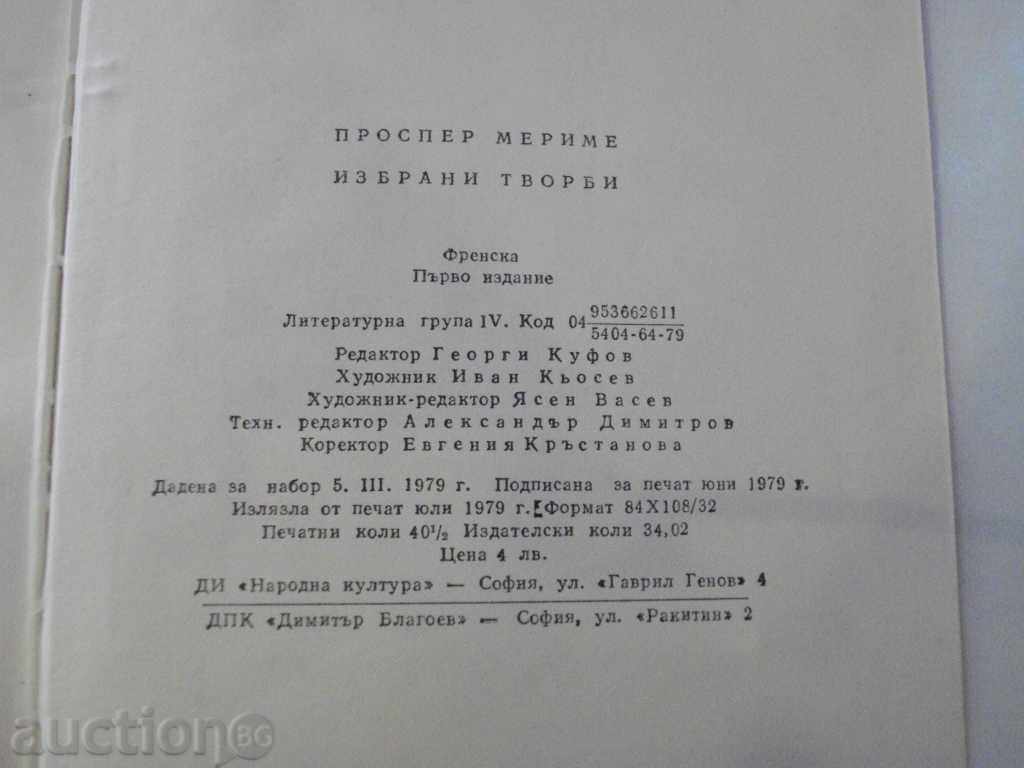 ПРОСПЕР МЕРИМЕ
ИЗБРАНИ ТВОРБИ
Френска
Първо издание
Литературна група IV. Код 04 953662611
5404-64-79
Редактор Георги Куфов
Художник Иван Кьосев
Художник-редактор Ясен Васев
Техн. редактор Александър Димитров
Коректор Евгения Кръстанова
Дадена за набор 5. III. 1979 г. Подписана за печат юни 1979 г.
Излязла от печат юли 1979 г. Формат 84X108/32
Печатни коли 40¹/₂ Издателски коли 34,02
Цена 4 лв.
ДИ «Народна култура» — София, ул. «Гаврил Генов» 4
ДПК «Димитър Благоев» — София, ул. «Ракитин» 2
auction BG